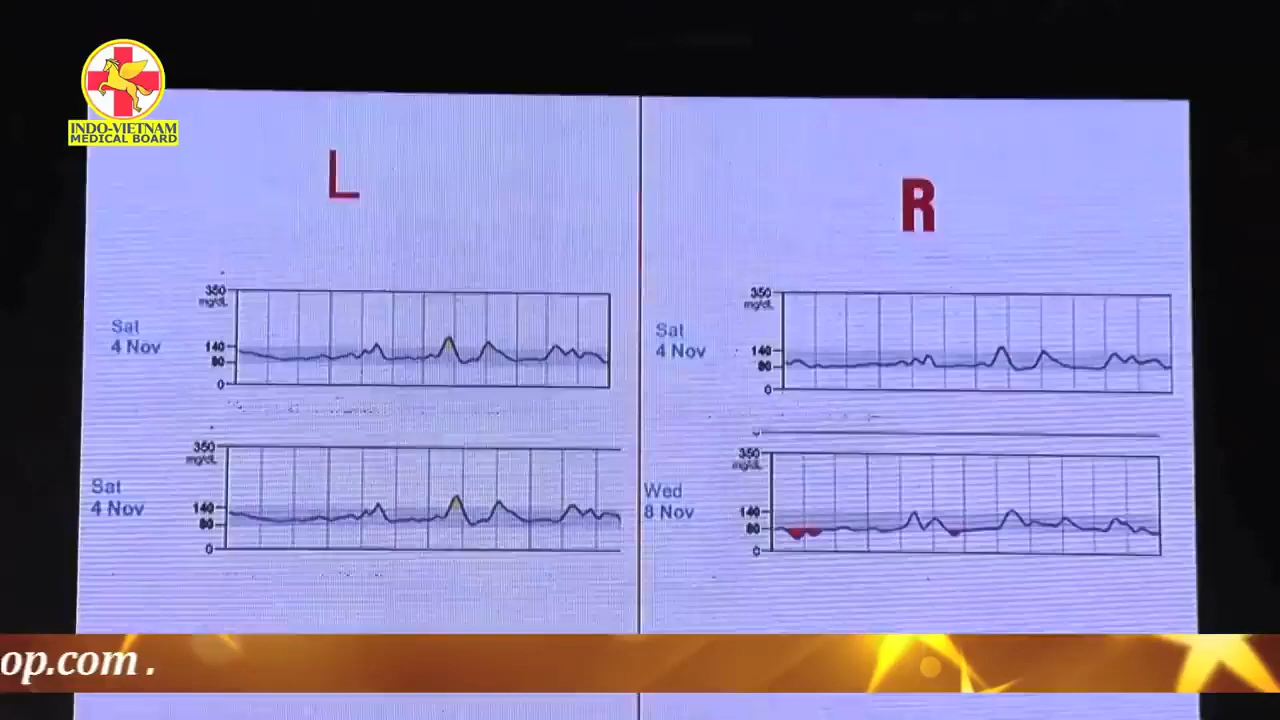 INDO-VIETNAM
MEDICAL BOARD
L
R
350
mg/dL
140
80
0
Sat
4 Nov
350
mg/dL
140
80
0
Sat
4 Nov
350
mg/dL
140
80
0
Sat
4 Nov
350
mg/dL
140
80
0
Wed
8 Nov
op.com .